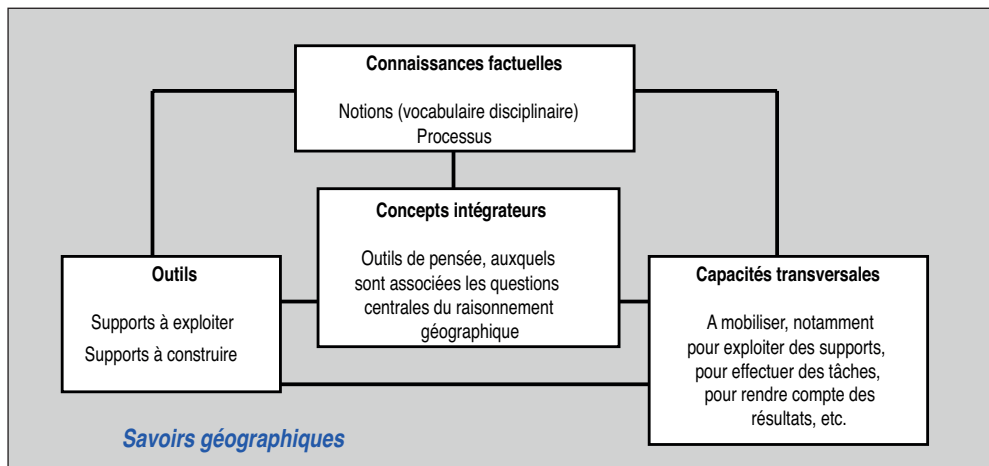 Connaissances factuelles
Notions (vocabulaire disciplinaire)
Processus
Concepts intégrateurs
Outils de pensée, auxquels
sont associées les questions
centrales du raisonnement
géographique
Outils
Supports à exploiter
Supports à construire
Capacités transversales
A mobiliser, notamment
pour exploiter des supports,
pour effectuer des tâches,
pour rendre compte des
résultats, etc.
Savoirs géographiques